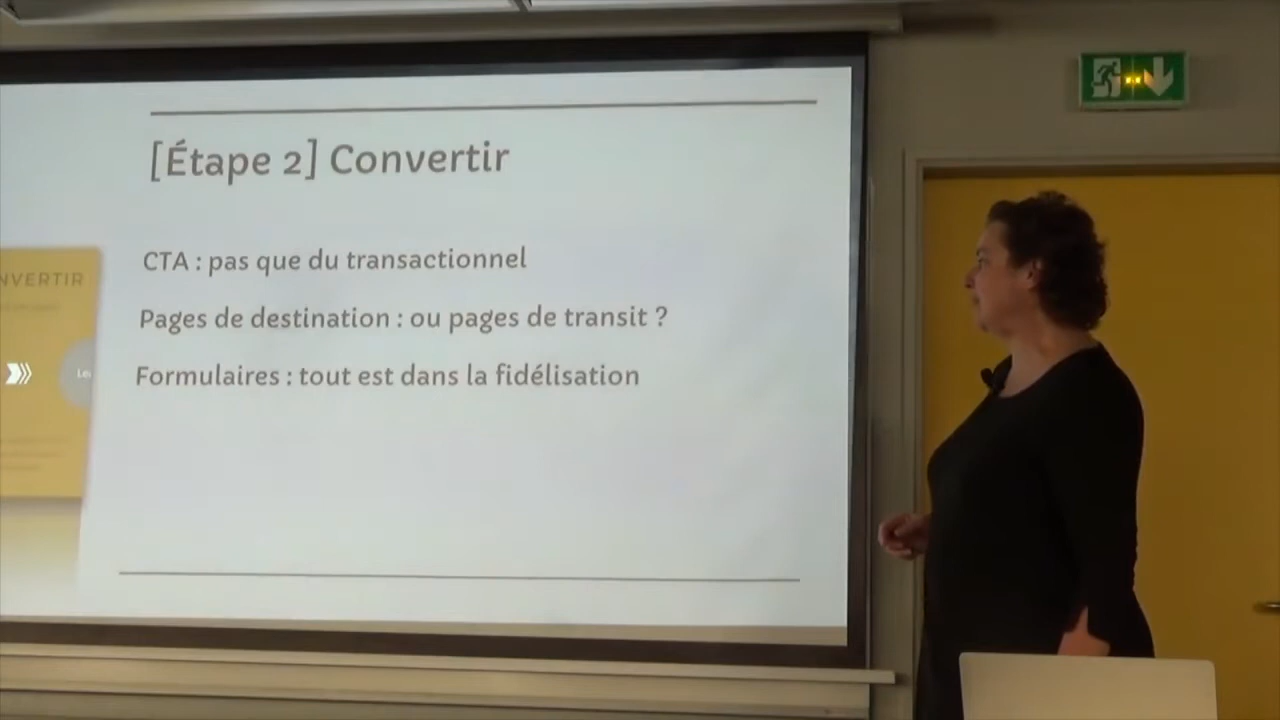 [Étape 2] Convertir
CTA : pas que du transactionnel
Pages de destination : ou pages de transit ?
Formulaires : tout est dans la fidélisation
NVERTIR
Le